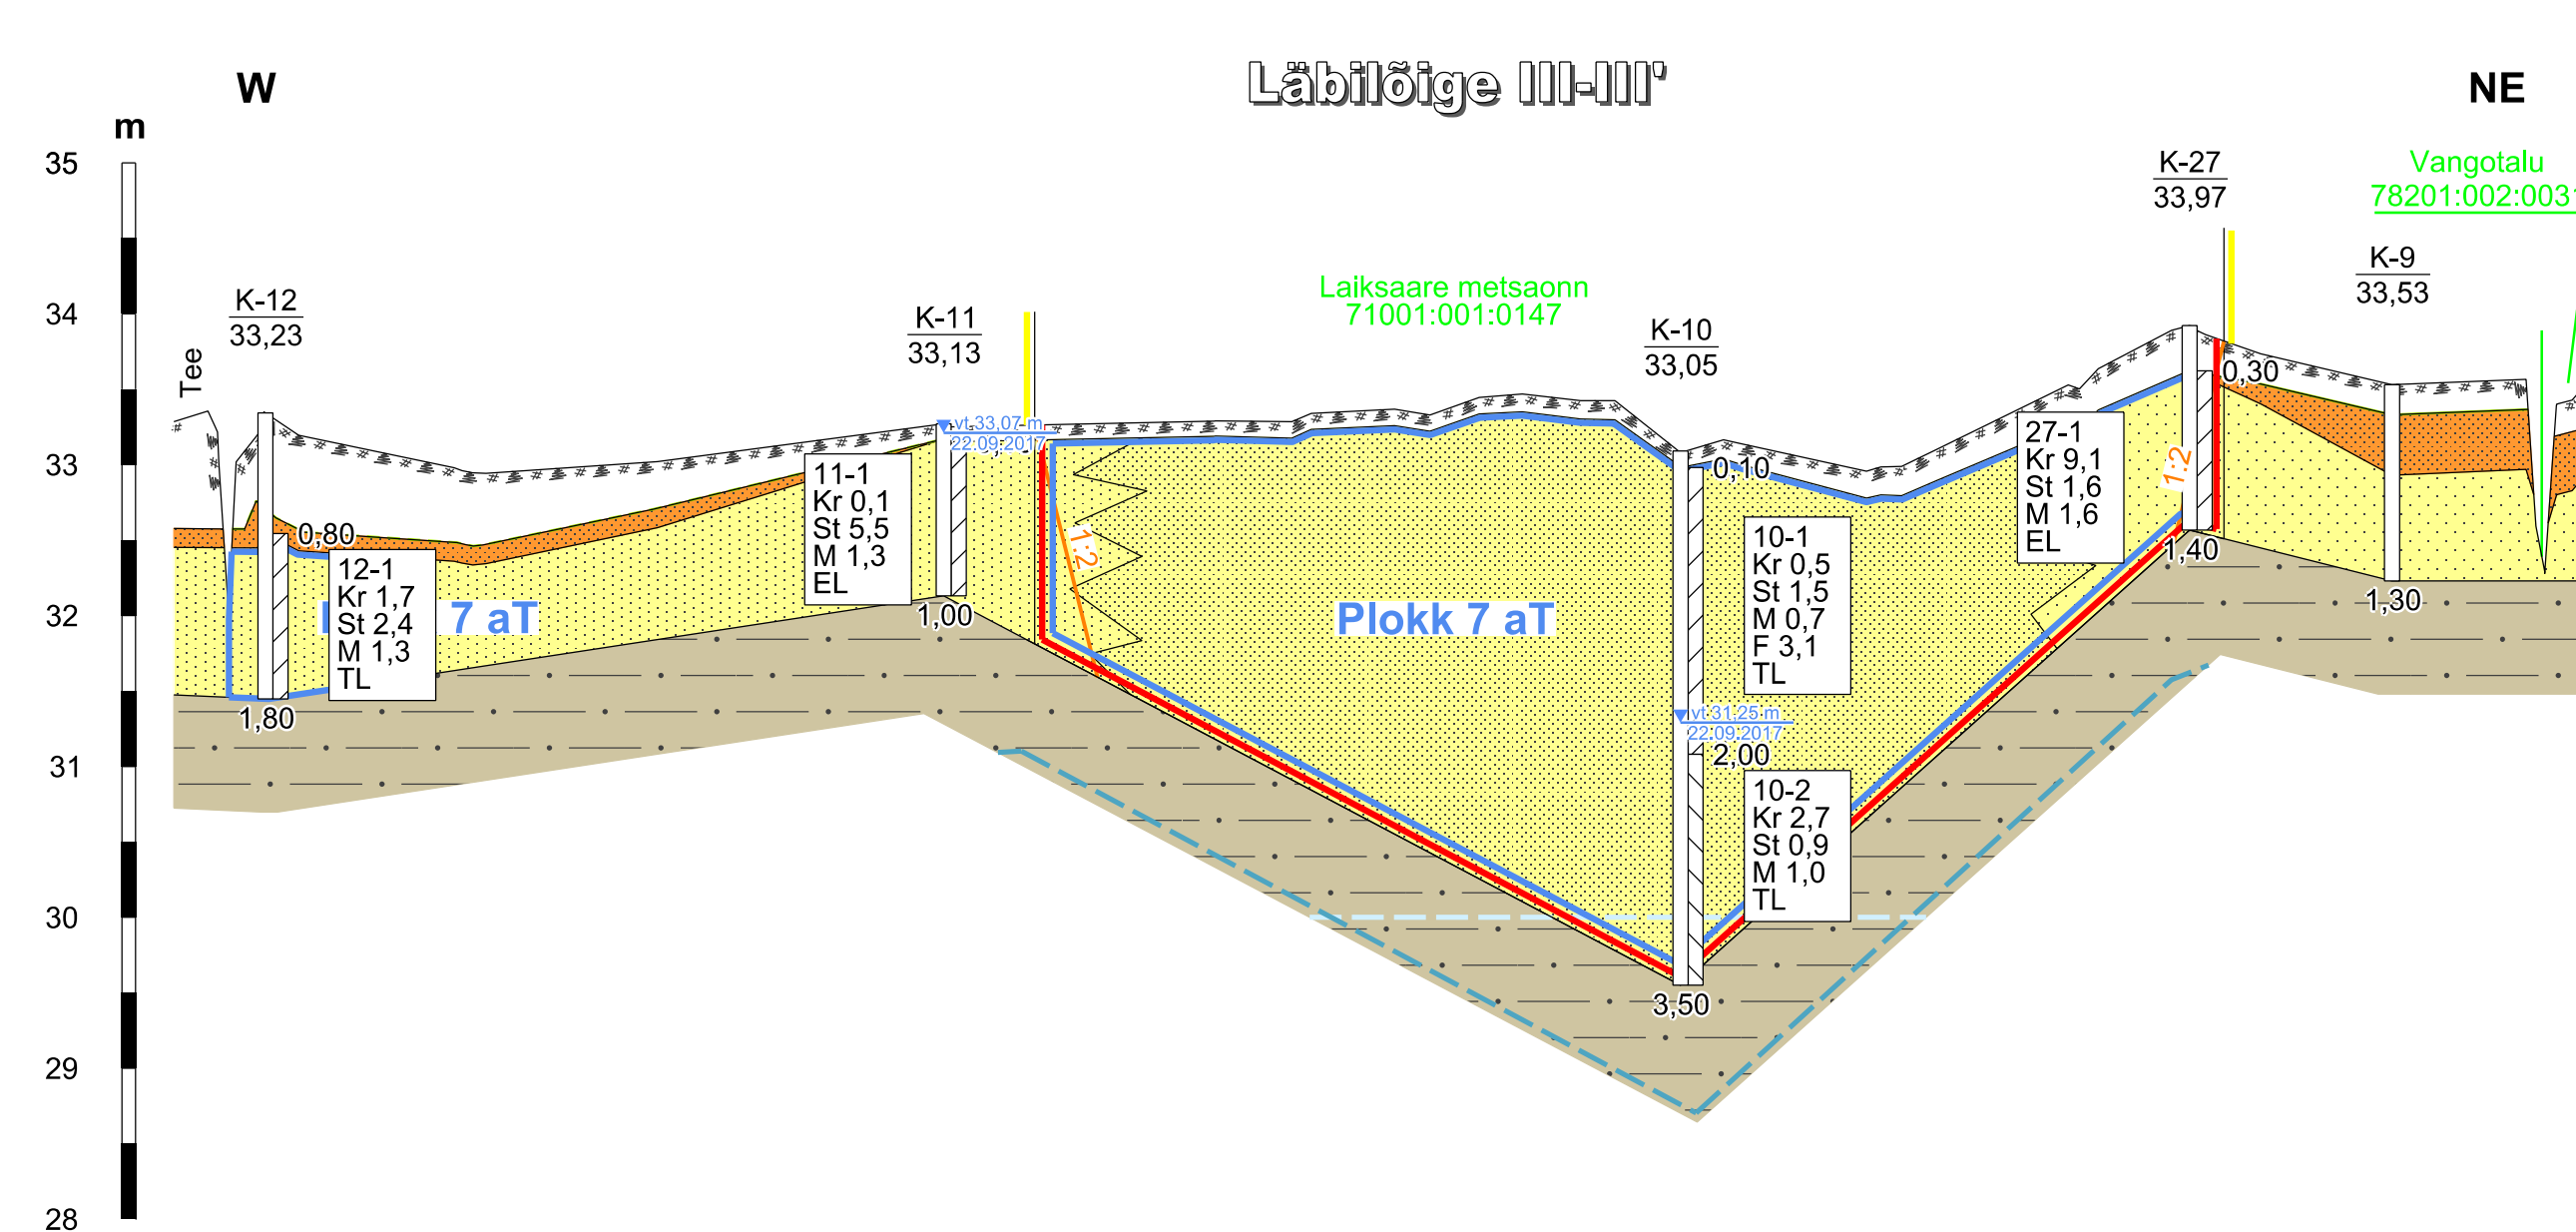 Läbilõige III-III'
W
NE
m
35
34
33
32
31
30
29
28
Tee
K-12
33,23
0,80
12-1
Kr 1,7
St 2,4
M 1,3
TL
7 aT
1,80
K-11
33,13
vt 33,07 m
22.09.2017
11-1
Kr 0,1
St 5,5
M 1,3
EL
1,00
1:2
Laiksaare metsaonn
71001:001:0147
Plokk 7 aT
K-10
33,05
0,10
10-1
Kr 0,5
St 1,5
M 0,7
F 3,1
TL
vt 31,25 m
22.09.2017
2,00
10-2
Kr 2,7
St 0,9
M 1,0
TL
3,50
K-27
33,97
0,30
27-1
Kr 9,1
St 1,6
M 1,6
EL
1:2
1,40
Vangotalu
78201:002:0031
K-9
33,53
1,30